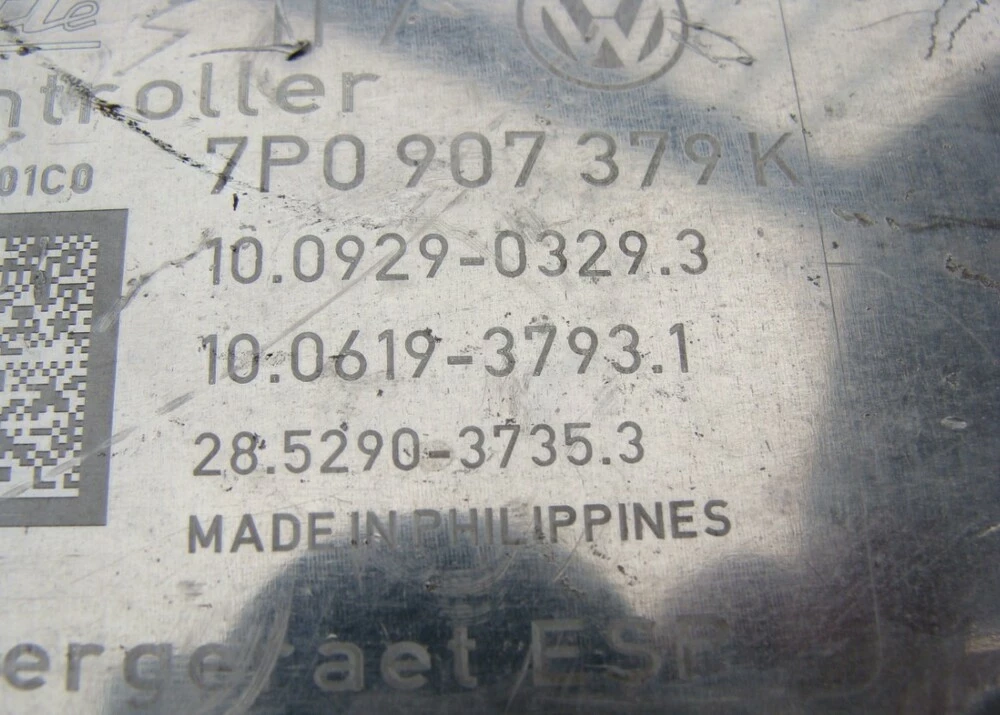 ntroller
7P0 907 379 K
01C0
10.0929-0329.3
10.0619-3793.1
28.5290-3735.3
MADE IN PHILIPPINES
ergeraet ESP